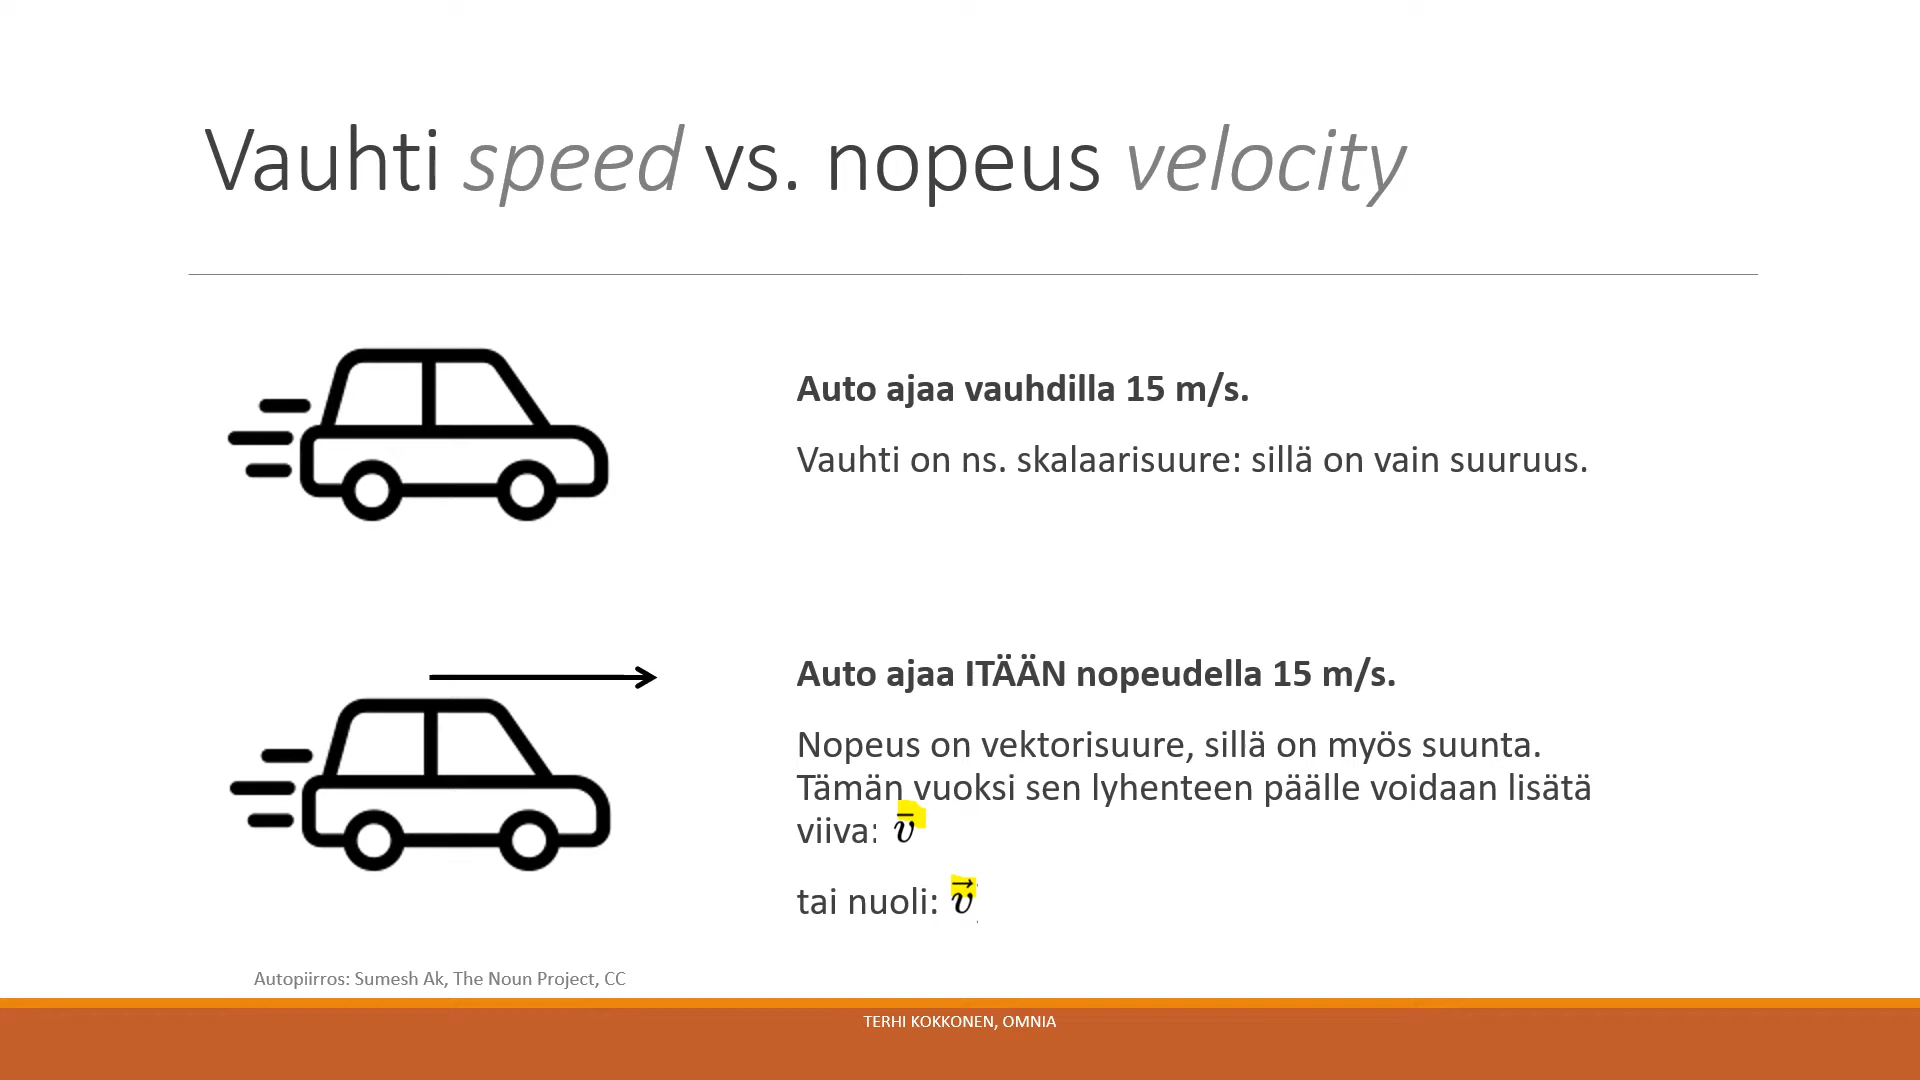 Vauhti speed vs. nopeus velocity
Auto ajaa vauhdilla 15 m/s.
Vauhti on ns. skalaarisuure: sillä on vain suuruus.
Auto ajaa ITÄÄN nopeudella 15 m/s.
Nopeus on vektorisuure, sillä on myös suunta.
Tämän vuoksi sen lyhenteen päälle voidaan lisätä
viiva: v̅
tai nuoli: v⃗
Autopiirros: Sumesh Ak, The Noun Project, CC
TERHI KOKKONEN, OMNIA